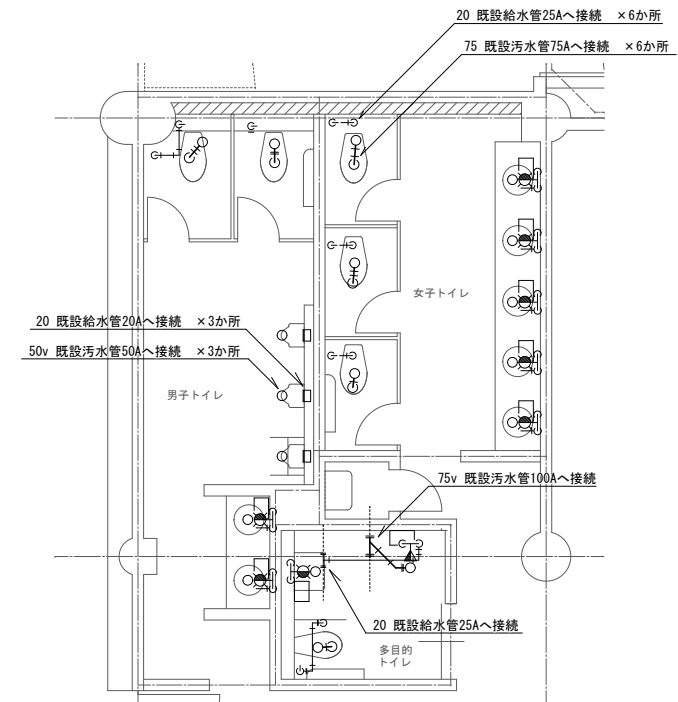 20 既設給水管25Aへ接続　×6か所
75 既設汚水管75Aへ接続　×6か所
女子トイレ
20 既設給水管20Aへ接続　×3か所
50v 既設汚水管50Aへ接続　×3か所
男子トイレ
75v 既設汚水管100Aへ接続
20 既設給水管25Aへ接続
多目的
トイレ